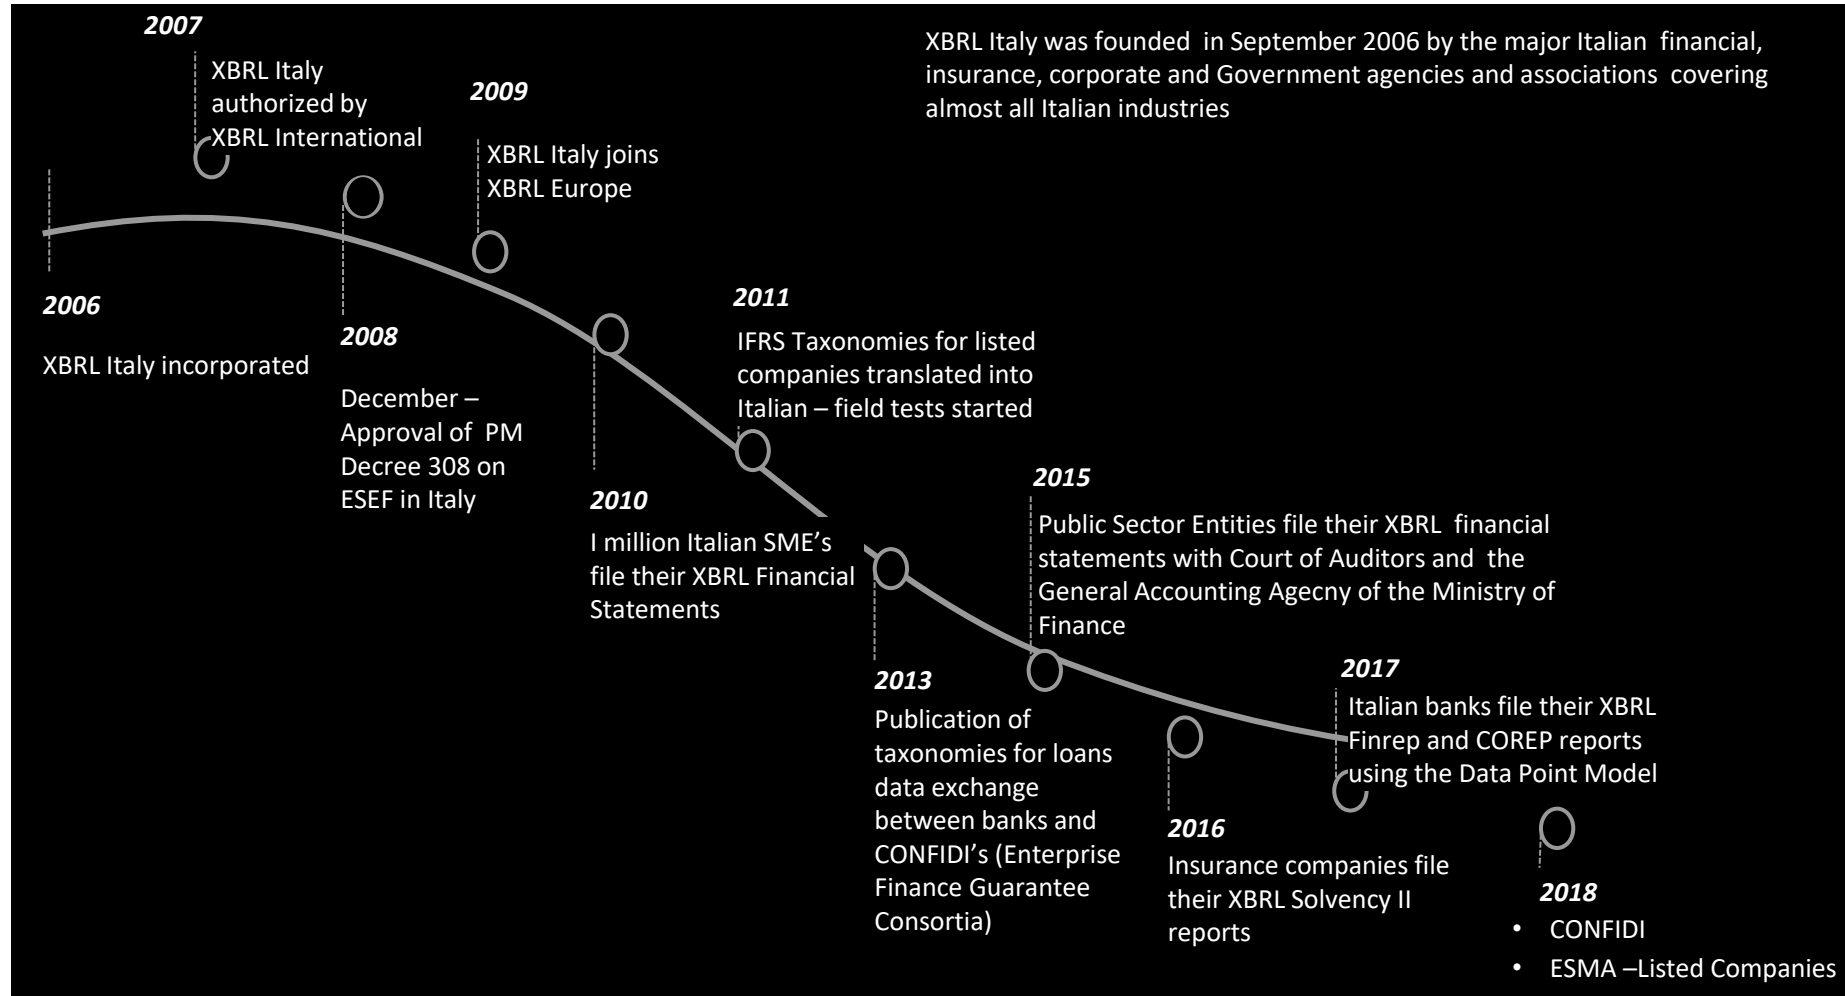 2007
XBRL Italy
authorized by
XBRL International
XBRL Italy was founded in September 2006 by the major Italian financial,
insurance, corporate and Government agencies and associations covering
almost all Italian industries
2009
XBRL Italy joins
XBRL Europe
2006
XBRL Italy incorporated
2008
December –
Approval of PM
Decree 308 on
ESEF in Italy
2011
IFRS Taxonomies for listed
companies translated into
Italian – field tests started
2010
I million Italian SME’s
file their XBRL Financial
Statements
2015
Public Sector Entities file their XBRL financial
statements with Court of Auditors and the
General Accounting Agecny of the Ministry of
Finance
2013
Publication of
taxonomies for loans
data exchange
between banks and
CONFIDI’s (Enterprise
Finance Guarantee
Consortia)
2017
Italian banks file their XBRL
Finrep and COREP reports
using the Data Point Model
2016
Insurance companies file
their XBRL Solvency II
reports
2018
• CONFIDI
• ESMA –Listed Companies